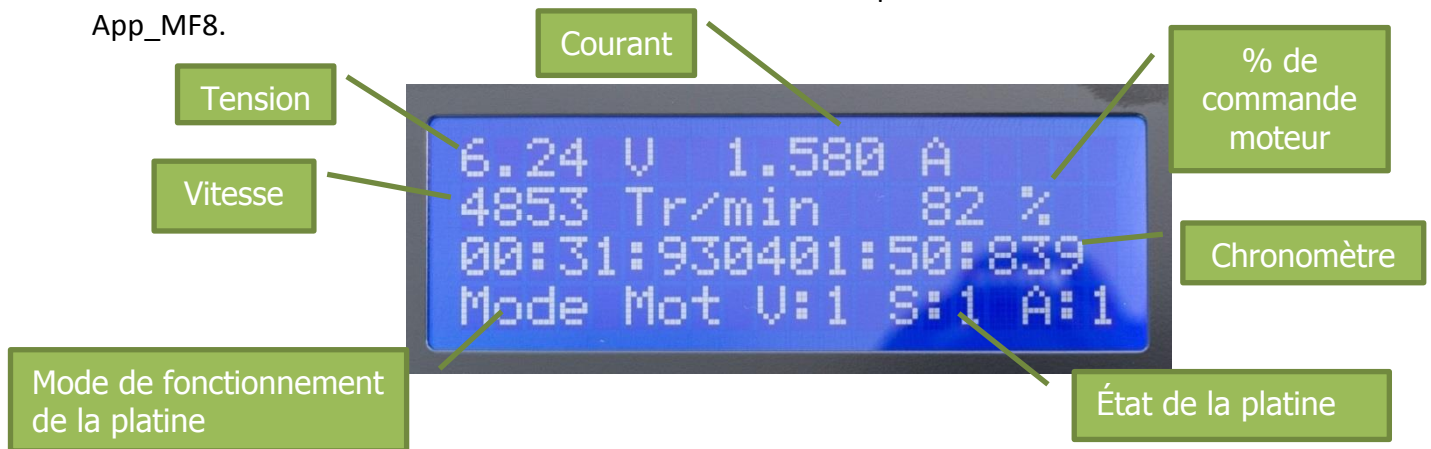 App_MF8.
Courant
% de
commande
moteur
Tension
Vitesse
6.24 V 1.580 A
4853 Tr/min 82 %
00:31:930401:50:839
Mode Mot V:1 S:1 A:1
Chronomètre
Mode de fonctionnement
de la platine
État de la platine